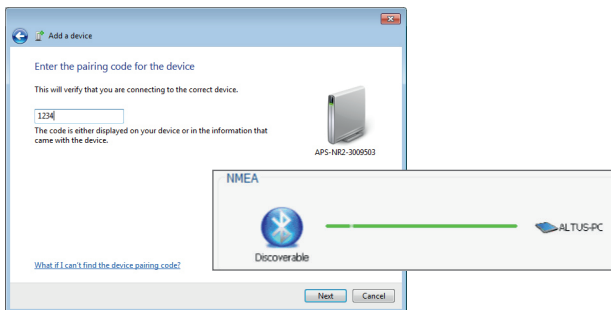 Add a device
Enter the pairing code for the device
This will verify that you are connecting to the correct device.
1234
The code is either displayed on your device or in the information that
came with the device.
APS-NR2-3009503
NMEA
Discoverable
ALTUS-PC
What if I can't find the device pairing code?
Next
Cancel